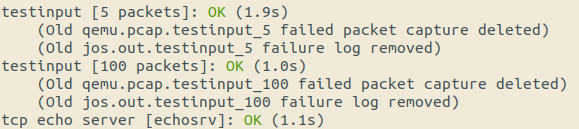 testinput [5 packets]: OK (1.9s)
    (Old qemu.pcap.testinput_5 failed packet capture deleted)
    (Old jos.out.testinput_5 failure log removed)
testinput [100 packets]: OK (1.0s)
    (Old qemu.pcap.testinput_100 failed packet capture deleted)
    (Old jos.out.testinput_100 failure log removed)
tcp echo server [echosrv]: OK (1.1s)